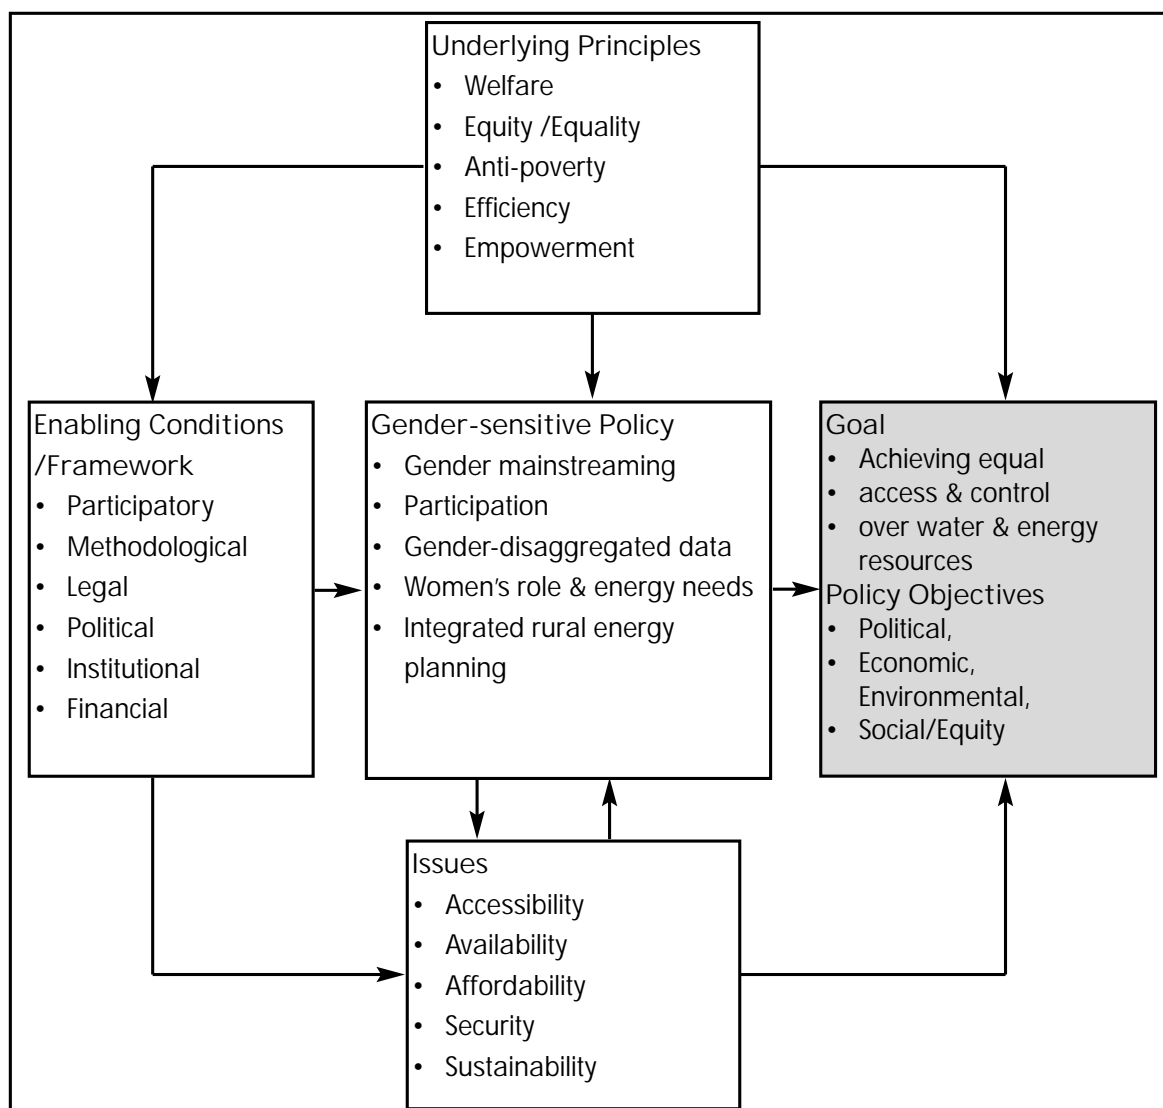 Underlying Principles
• Welfare
• Equity /Equality
• Anti-poverty
• Efficiency
• Empowerment
Enabling Conditions
/Framework
• Participatory
• Methodological
• Legal
• Political
• Institutional
• Financial
Gender-sensitive Policy
• Gender mainstreaming
• Participation
• Gender-disaggregated data
• Women’s role & energy needs
• Integrated rural energy
planning
Goal
• Achieving equal
• access & control
• over water & energy
resources
Policy Objectives
• Political,
• Economic,
Environmental,
• Social/Equity
Issues
• Accessibility
• Availability
• Affordability
• Security
• Sustainability